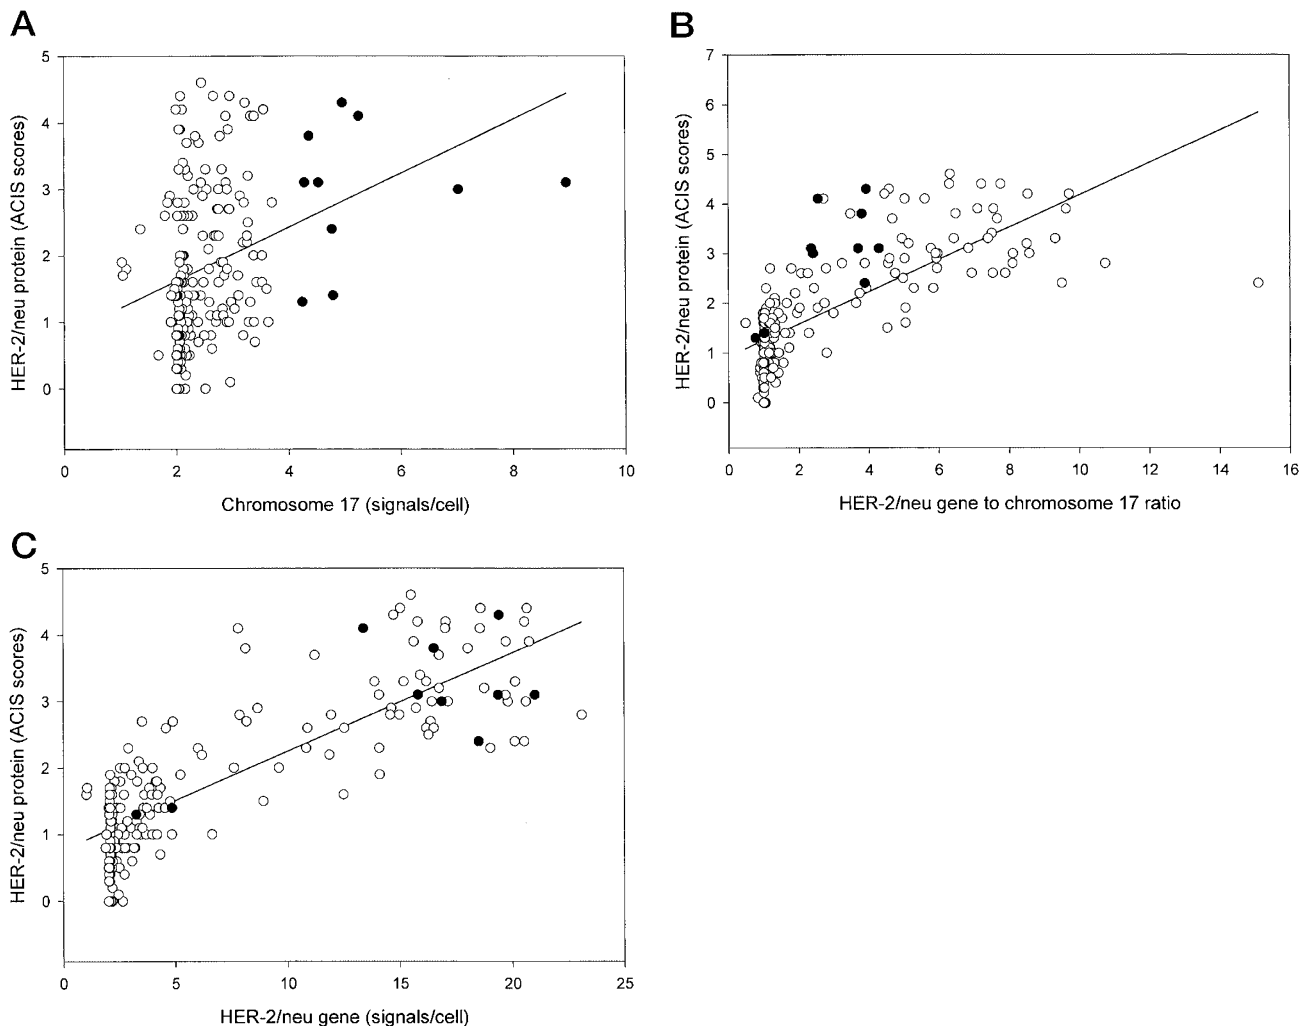 A
HER-2/neu protein (ACIS scores)
5
4
3
2
1
0
0 2 4 6 8 10
Chromosome 17 (signals/cell)
B
HER-2/neu protein (ACIS scores)
7
6
5
4
3
2
1
0
0 2 4 6 8 10 12 14 16
HER-2/neu gene to chromosome 17 ratio
C
HER-2/neu protein (ACIS scores)
5
4
3
2
1
0
0 5 10 15 20 25
HER-2/neu gene (signals/cell)